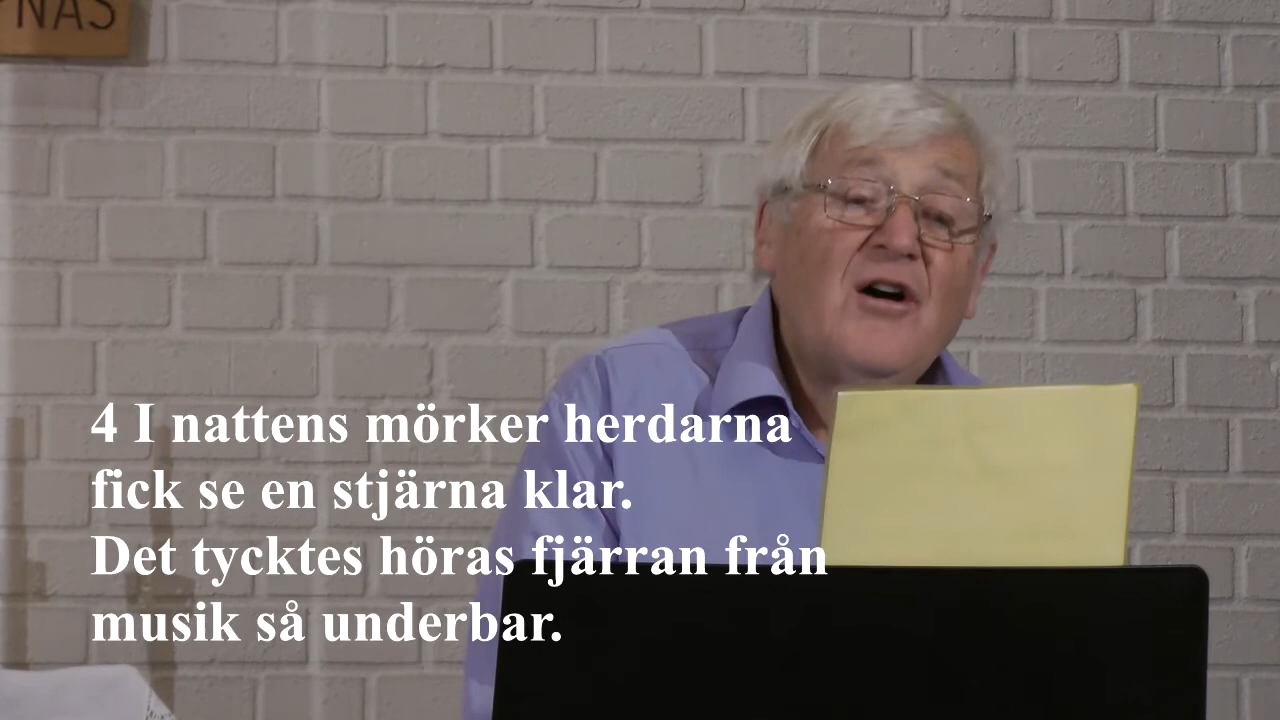 4 I nattens mörker herdarna
fick se en stjärna klar.
Det tycktes höras fjärran från
musik så underbar.